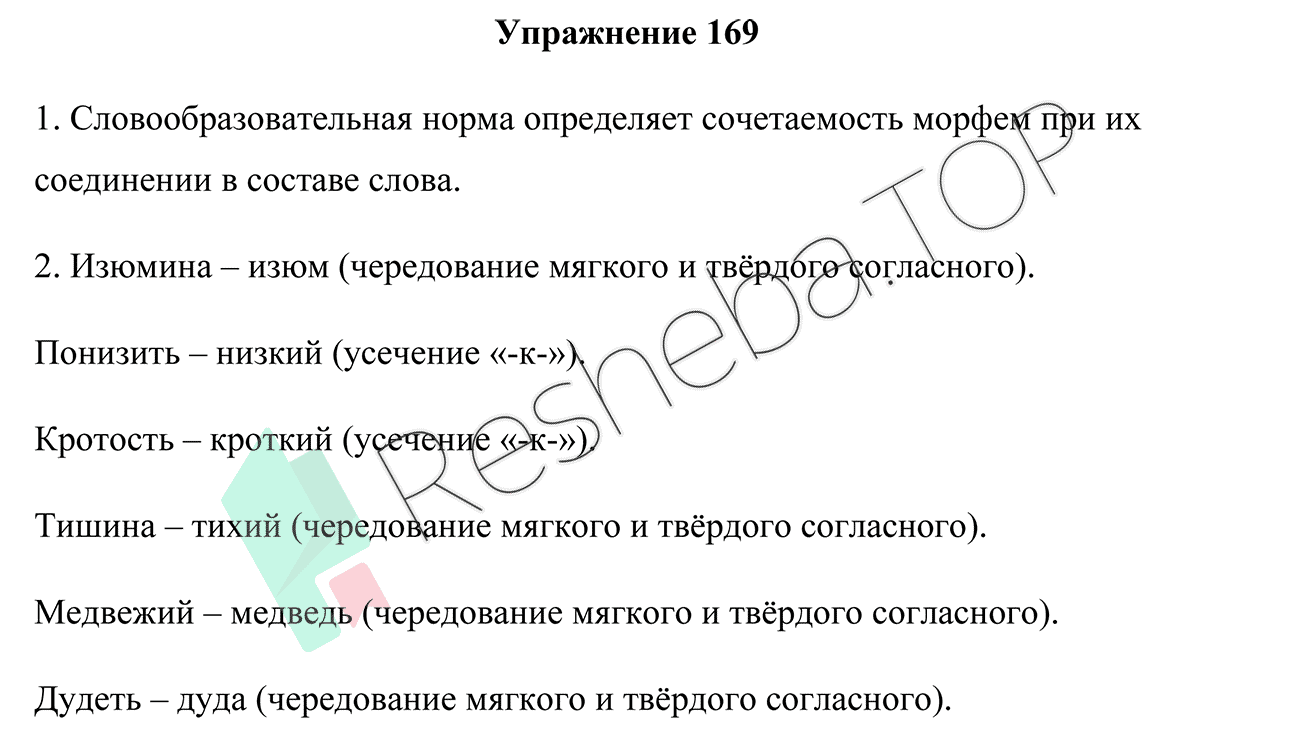 Упражнение 169
1. Словообразовательная норма определяет сочетаемость морфем при их
соединении в составе слова.
2. Изюмина – изюм (чередование мягкого и твёрдого согласного).
Понизить – низкий (усечение «-к-»).
Кротость – кроткий (усечение «-к-»).
Тишина – тихий (чередование мягкого и твёрдого согласного).
Медвежий – медведь (чередование мягкого и твёрдого согласного).
Дудеть – дуда (чередование мягкого и твёрдого согласного).
Resheba.TOP